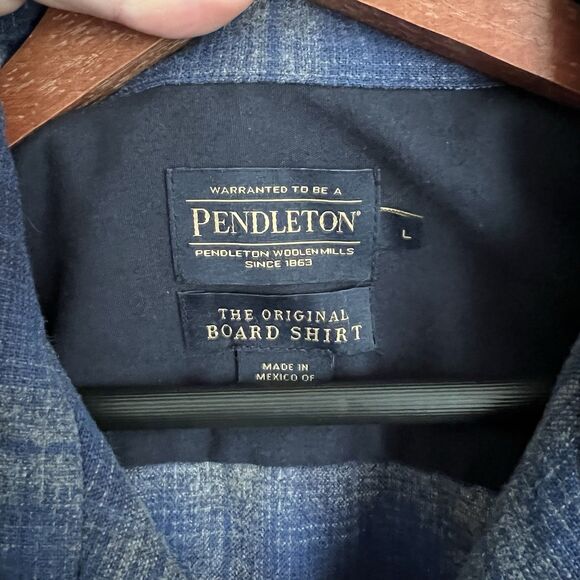 WARRANTED TO BE A
PENDLETON®
PENDLETON WOOLEN MILLS
SINCE 1863
L
THE ORIGINAL
BOARD SHIRT
MADE IN
MEXICO OF